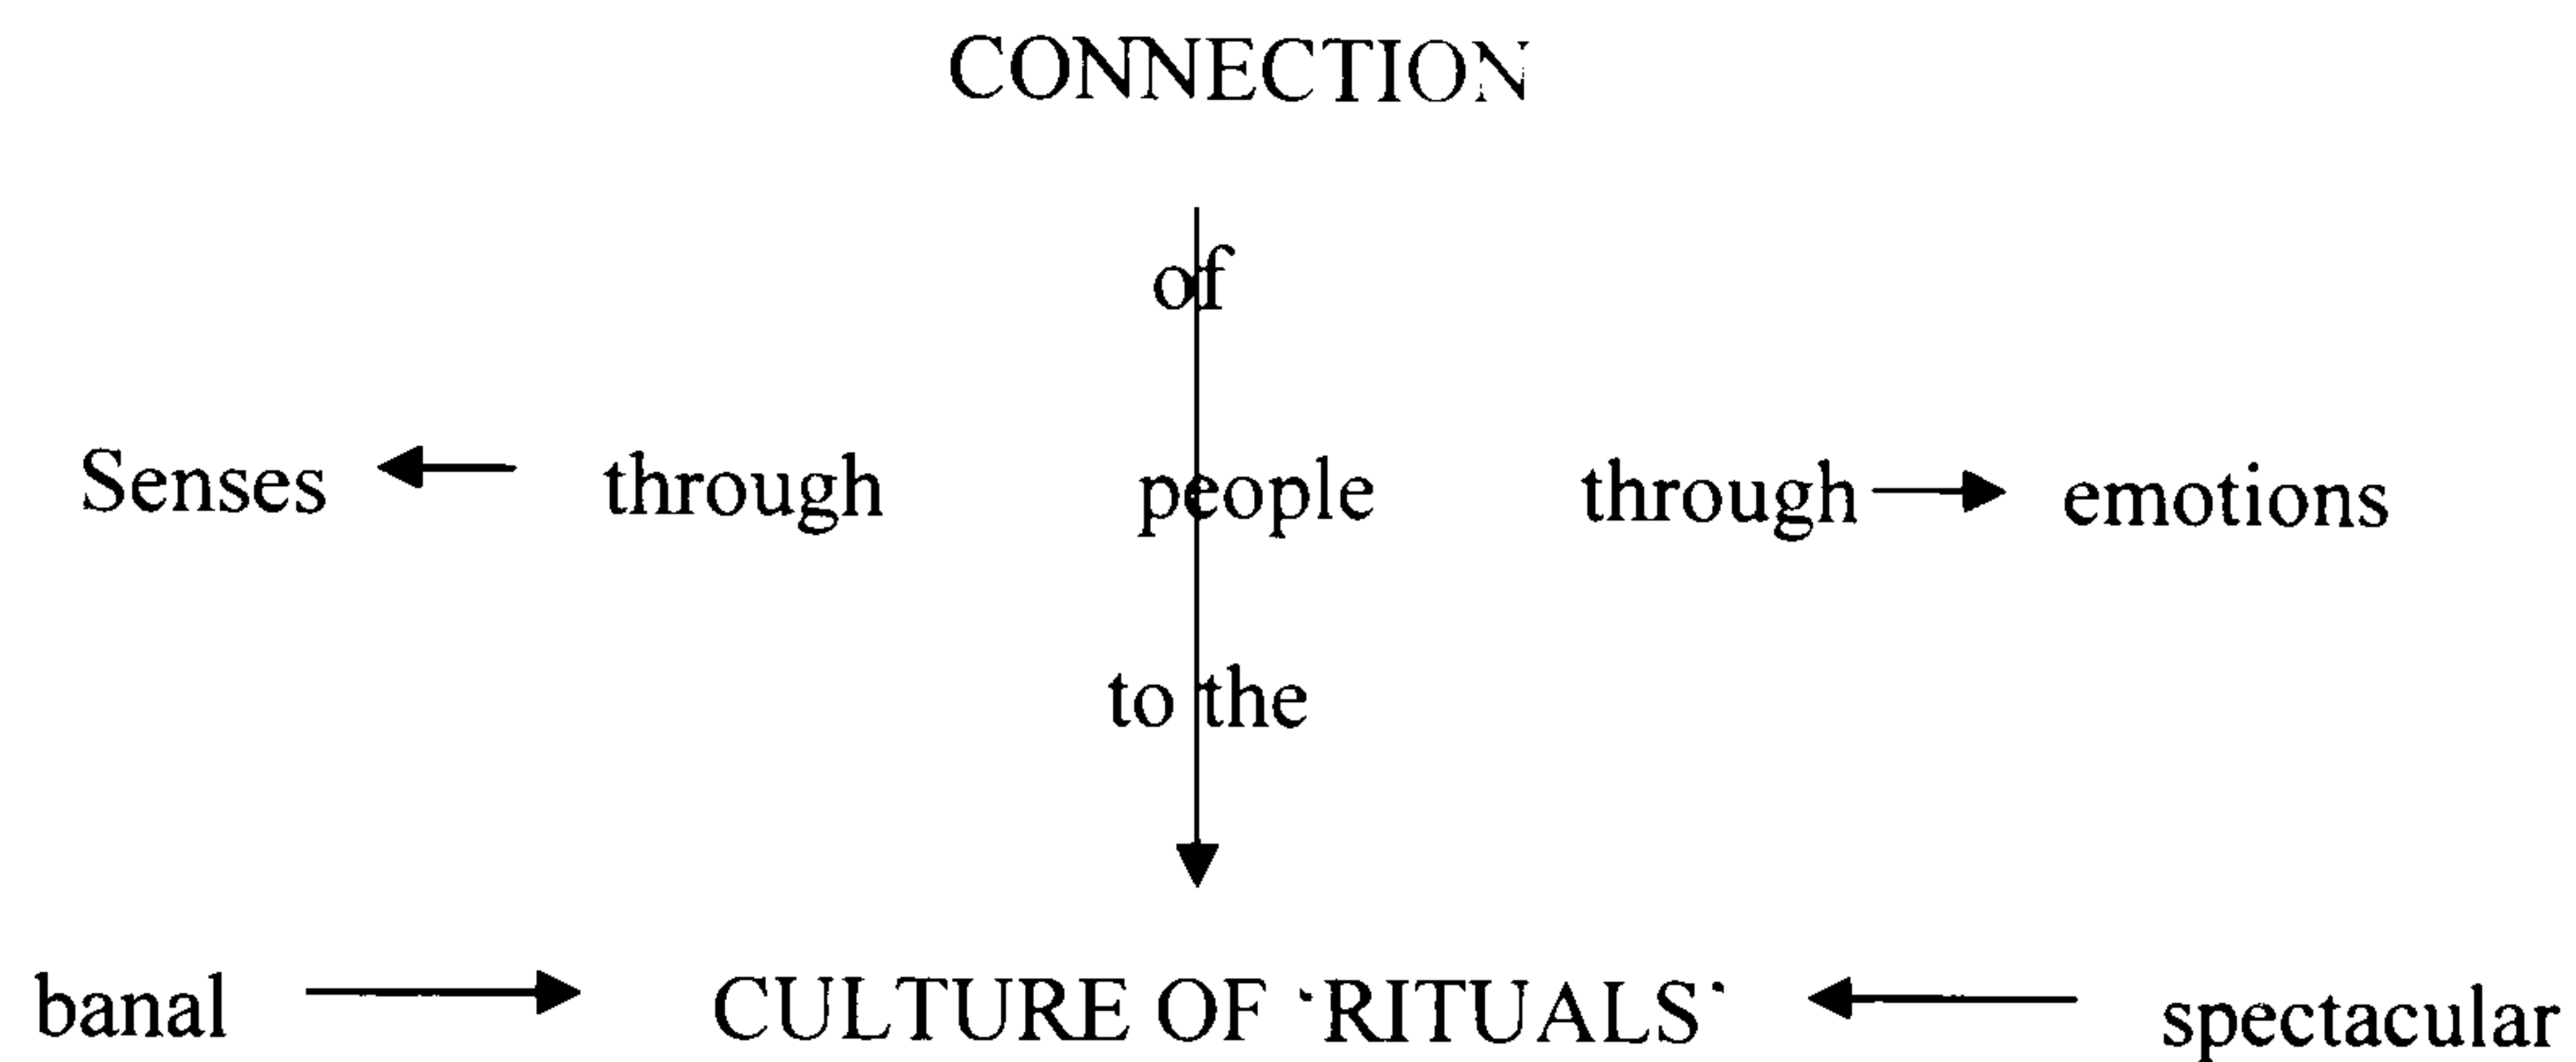 CONNECTION
of
Senses through people through emotions
to the
banal CULTURE OF 'RITUALS' spectacular